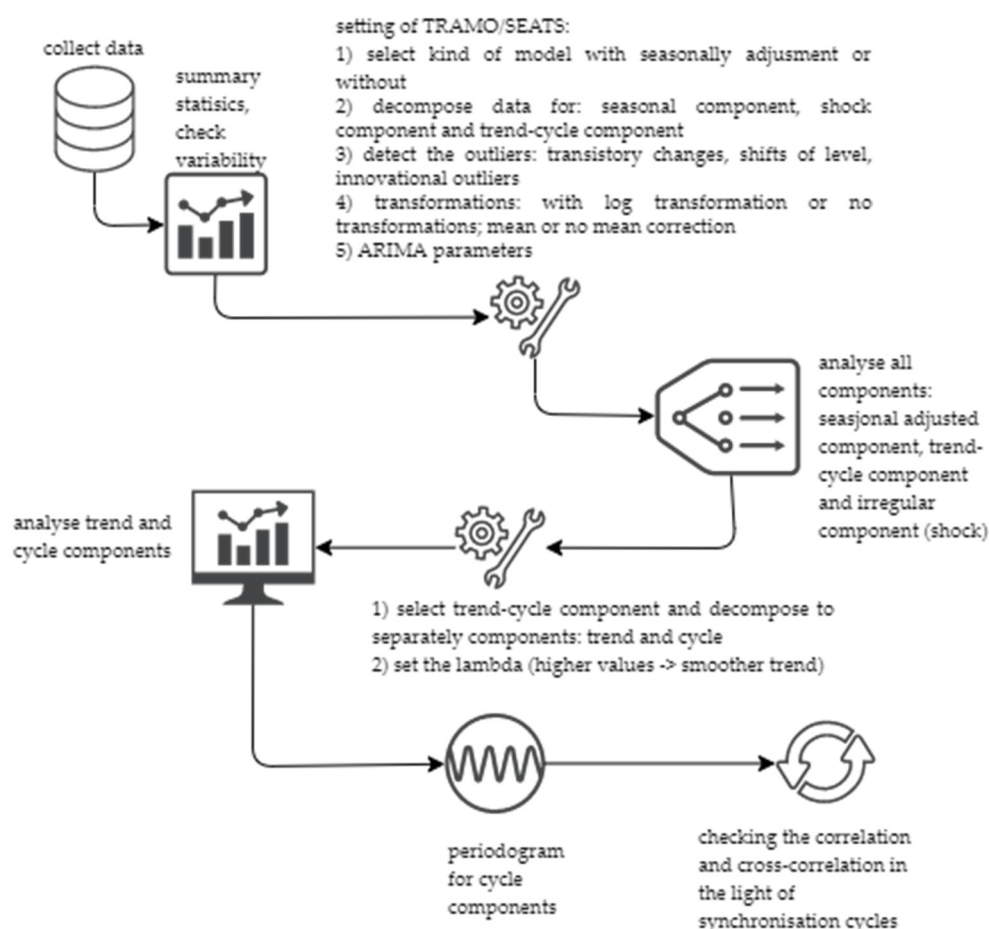 collect data
summary
statisics,
check
variability
setting of TRAMO/SEATS:
1) select kind of model with seasonally adjusment or
without
2) decompose data for: seasonal component, shock
component and trend-cycle component
3) detect the outliers: transistory changes, shifts of level,
innovational outliers
4) transformations: with log transformation or no
transformations; mean or no mean correction
5) ARIMA parameters
analyse all
components:
seasjonal adjusted
component, trend-
cycle component
and irregular
component (shock)
analyse trend and
cycle components
1) select trend-cycle component and decompose to
separately components: trend and cycle
2) set the lambda (higher values -> smoother trend)
periodogram
for cycle
components
checking the correlation
and cross-correlation in
the light of
synchronisation cycles